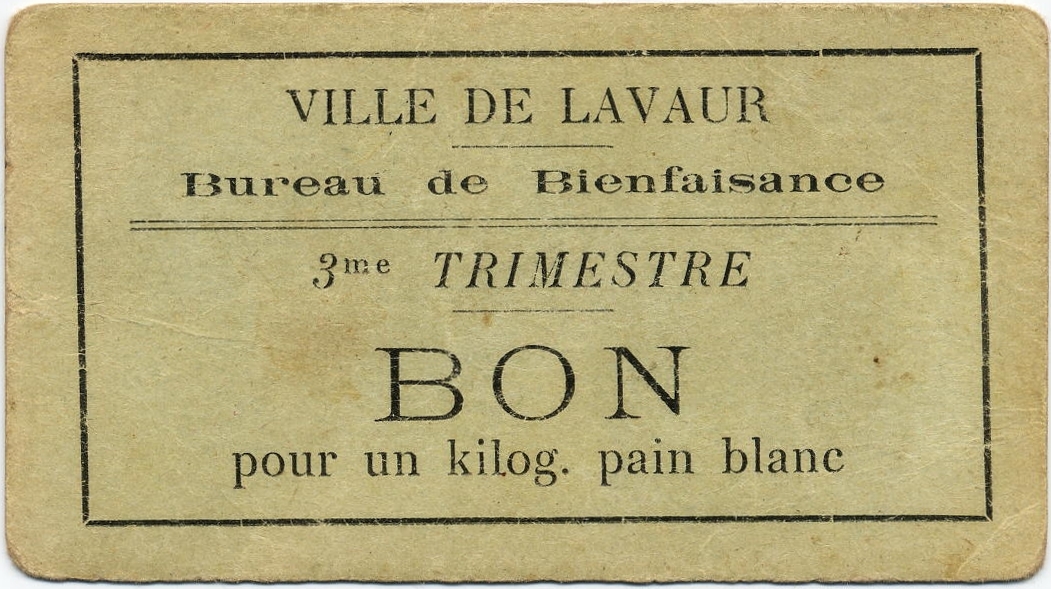 VILLE DE LAVAUR
Bureau de Bienfaisance
3me TRIMESTRE
BON
pour un kilog. pain blanc